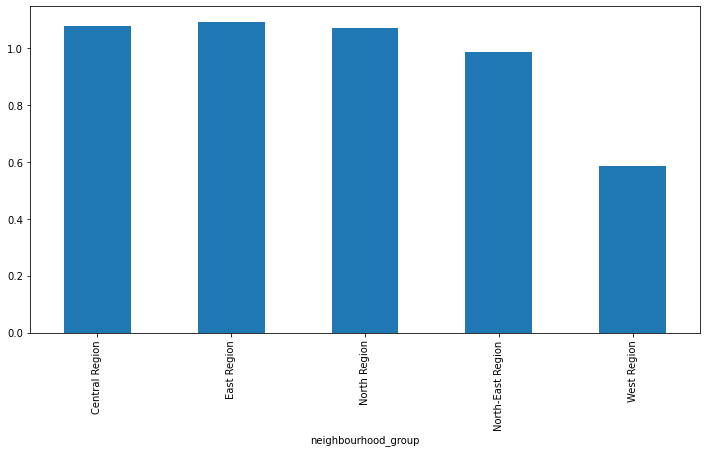 1.0
0.8
0.6
0.4
0.2
0.0
Central Region
East Region
North Region
North-East Region
West Region
neighbourhood_group